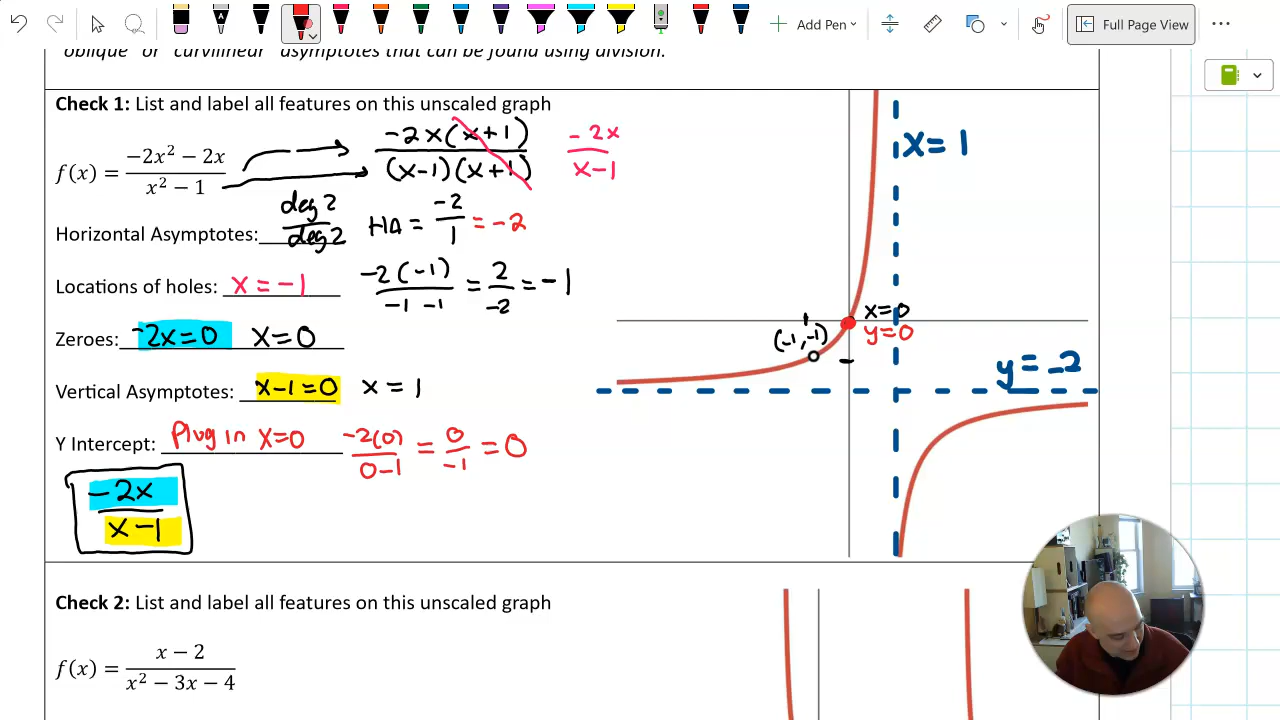 Add Pen
Full Page View
oblique or curvilinear asymptotes that can be found using division.
Check 1: List and label all features on this unscaled graph
f(x) = −2x² − 2x / x² − 1
−2x(x+1) / (x−1)(x+1)
−2x / x−1
Horizontal Asymptotes: deg 2 / deg 2 HA = −2/1 = −2
Locations of holes: x = −1 −2(−1) / −1 −1 = 2/−2 = −1
Zeroes: −2x=0 x=0
Vertical Asymptotes: x−1=0 x = 1
Y Intercept: Plug in x=0 −2(0) / 0−1 = 0/−1 = 0
−2x / x−1
x = 1
x=0
y=0
(−1, −1)
y = −2
Check 2: List and label all features on this unscaled graph
f(x) = x − 2 / x² − 3x − 4